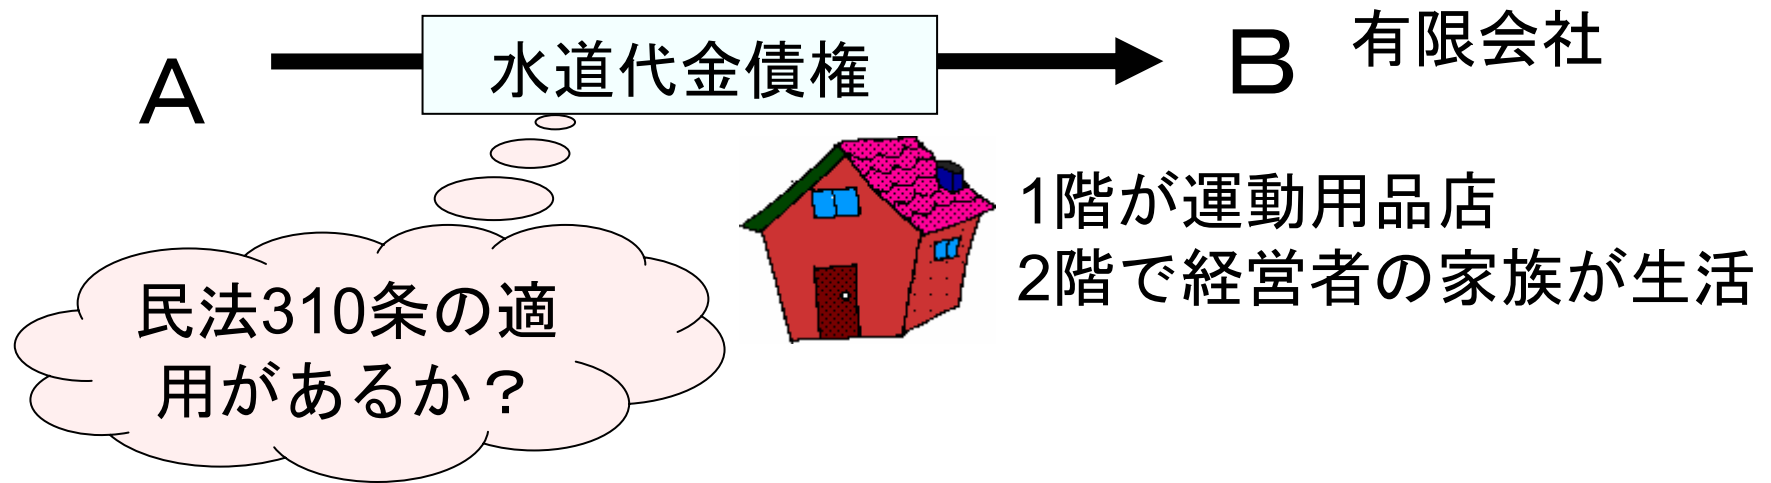 A
水道代金債権
B
有限会社
1階が運動用品店
2階で経営者の家族が生活
民法310条の適
用があるか？